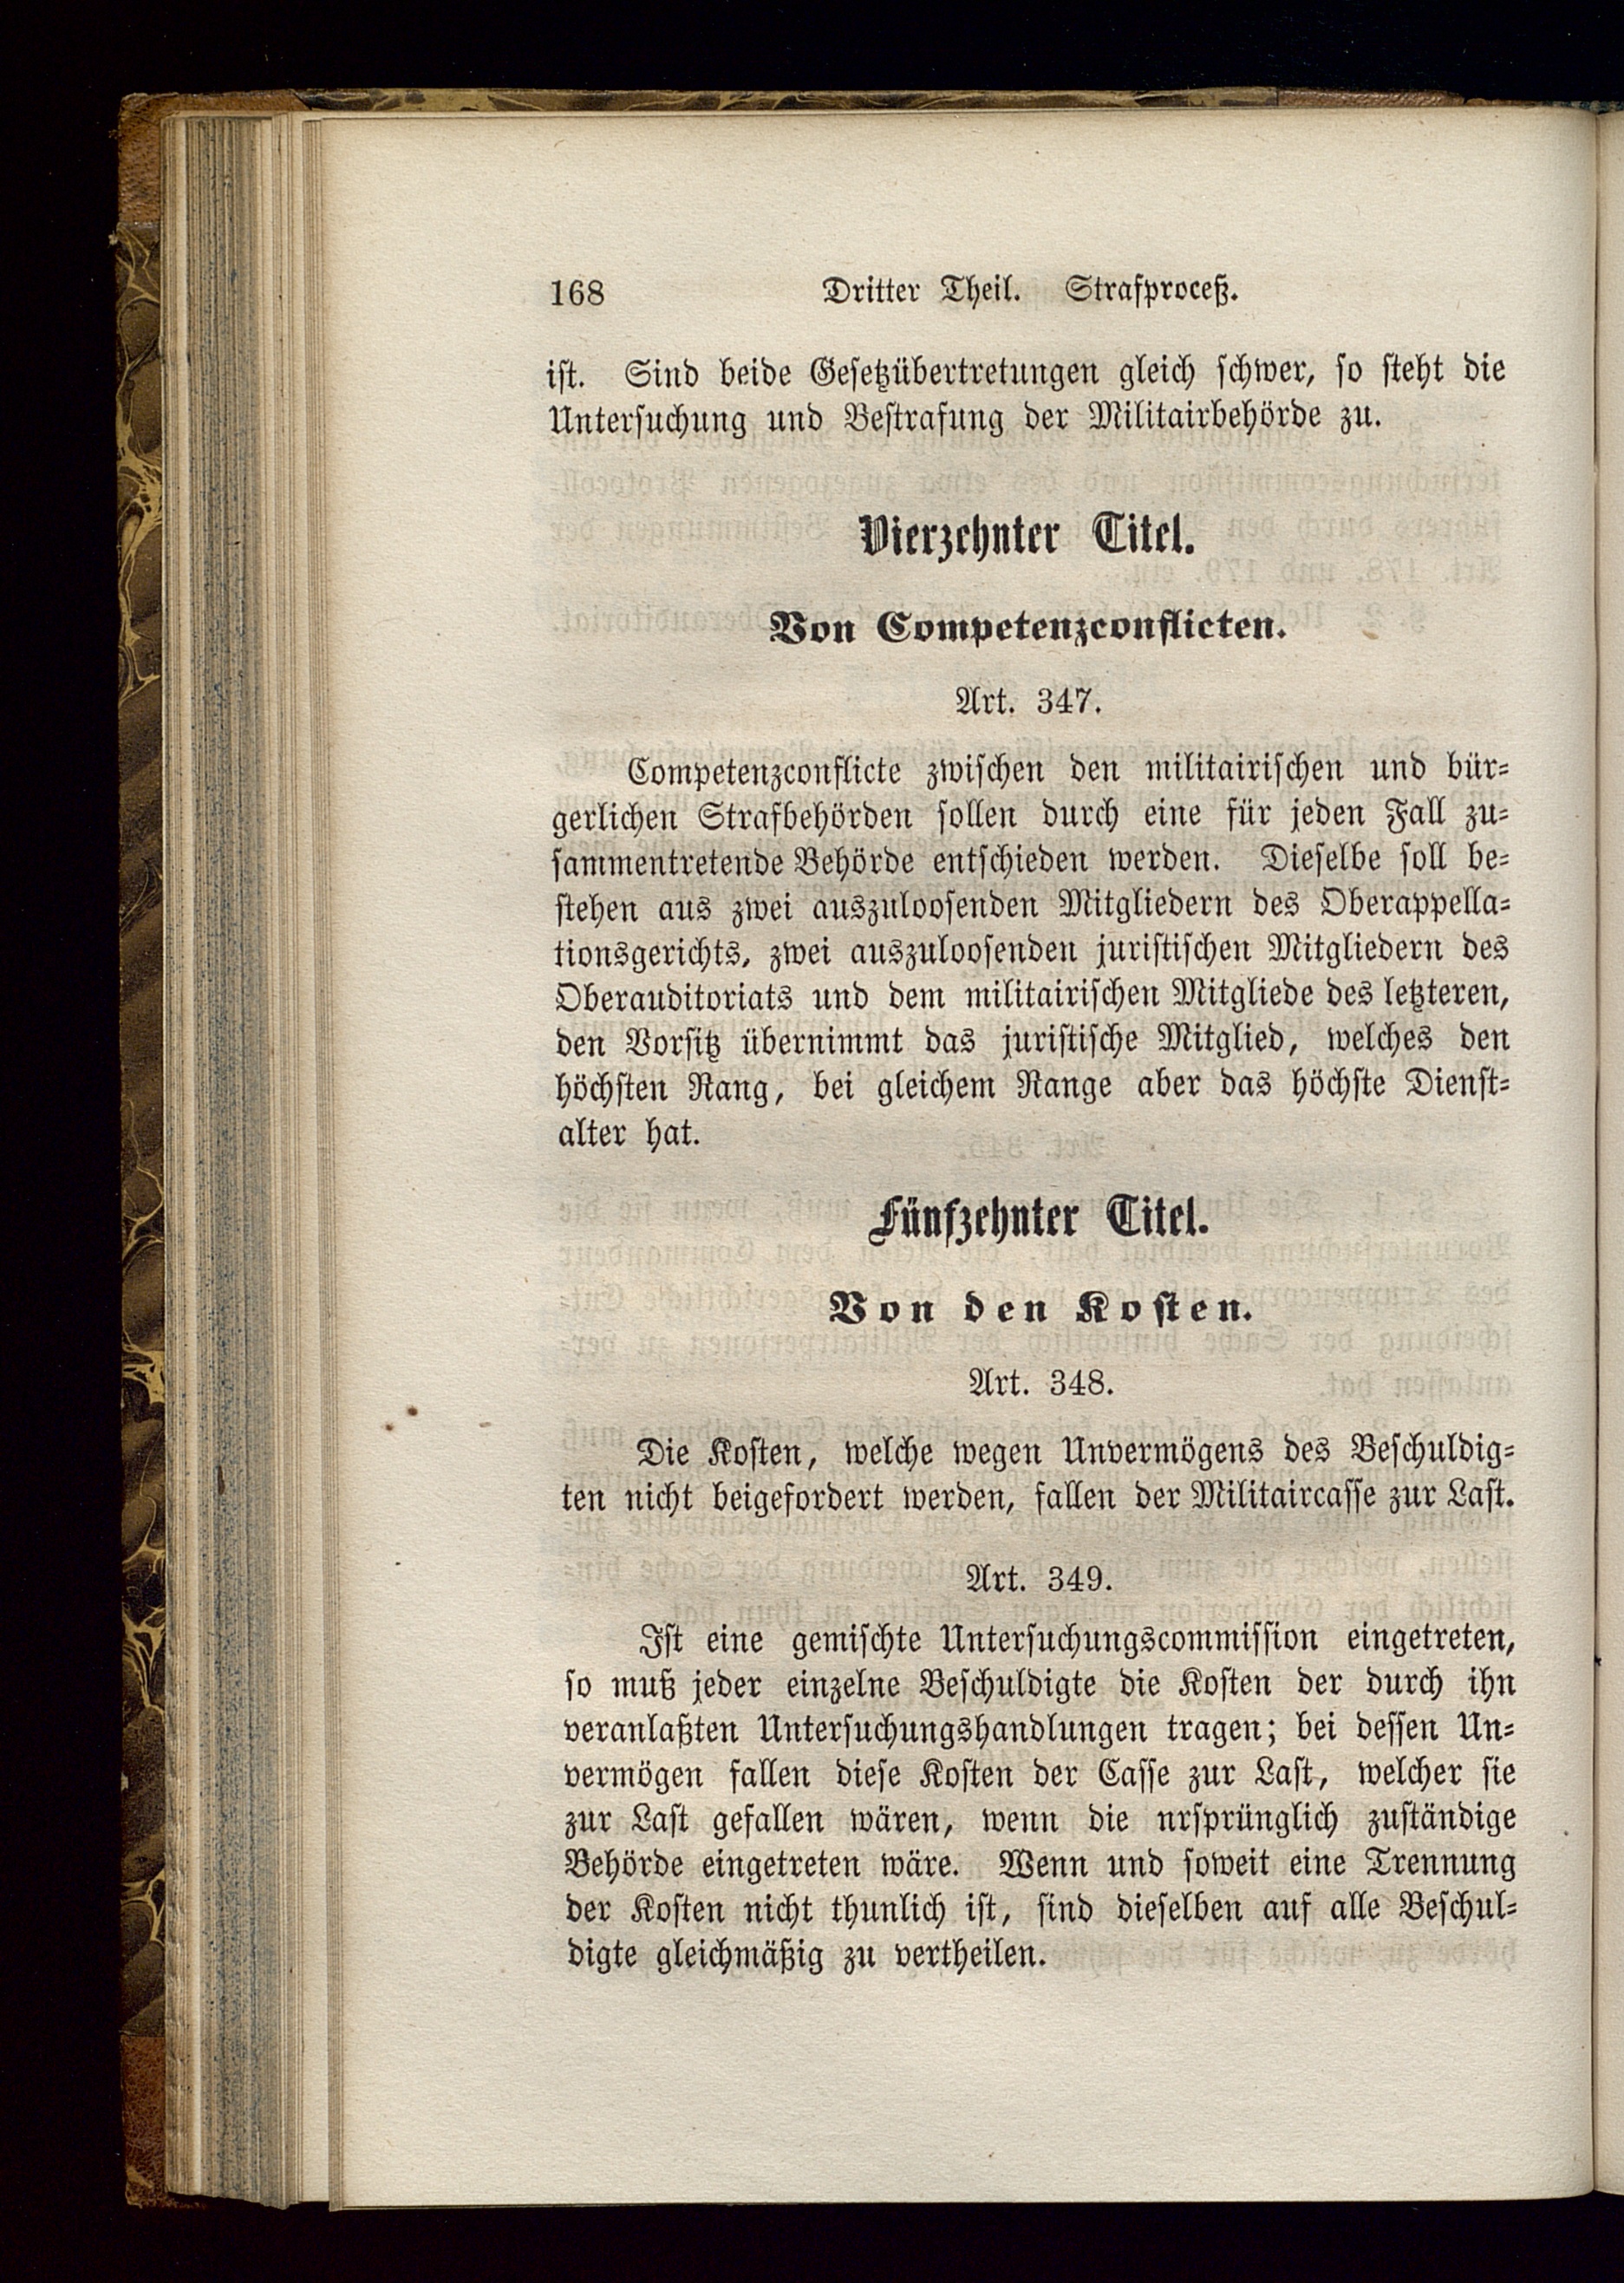 168 Dritter Theil. Strafproceß.
ist. Sind beide Gesetzübertretungen gleich schwer, so steht die
Untersuchung und Bestrafung der Militairbehörde zu.
Vierzehnter Titel.
Von Competenzconflicten.
Art. 347.
Competenzconflicte zwischen den militairischen und bür-
gerlichen Strafbehörden sollen durch eine für jeden Fall zu-
sammentretende Behörde entschieden werden. Dieselbe soll be-
stehen aus zwei auszuloosenden Mitgliedern des Oberappella-
tionsgerichts, zwei auszuloosenden juristischen Mitgliedern des
Oberauditoriats und dem militairischen Mitgliede des letzteren,
den Vorsitz übernimmt das juristische Mitglied, welches den
höchsten Rang, bei gleichem Range aber das höchste Dienst-
alter hat.
Fünfzehnter Titel.
Von den Kosten.
Art. 348.
Die Kosten, welche wegen Unvermögens des Beschuldig-
ten nicht beigefordert werden, fallen der Militaircasse zur Last.
Art. 349.
Ist eine gemischte Untersuchungscommission eingetreten,
so muß jeder einzelne Beschuldigte die Kosten der durch ihn
veranlaßten Untersuchungshandlungen tragen; bei dessen Un-
vermögen fallen diese Kosten der Casse zur Last, welcher sie
zur Last gefallen wären, wenn die nrsprünglich zuständige
Behörde eingetreten wäre. Wenn und soweit eine Trennung
der Kosten nicht thunlich ist, sind dieselben auf alle Beschul-
digte gleichmäßig zu vertheilen.